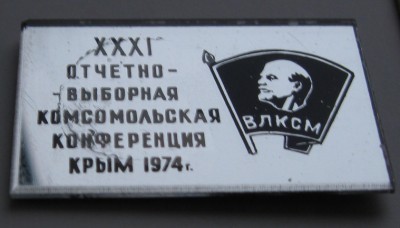 XXXI
ОТЧЕТНО-
-ВЫБОРНАЯ
КОМСОМОЛЬСКАЯ
КОНФЕРЕНЦИЯ
КРЫМ 1974г.
ВЛКСМ